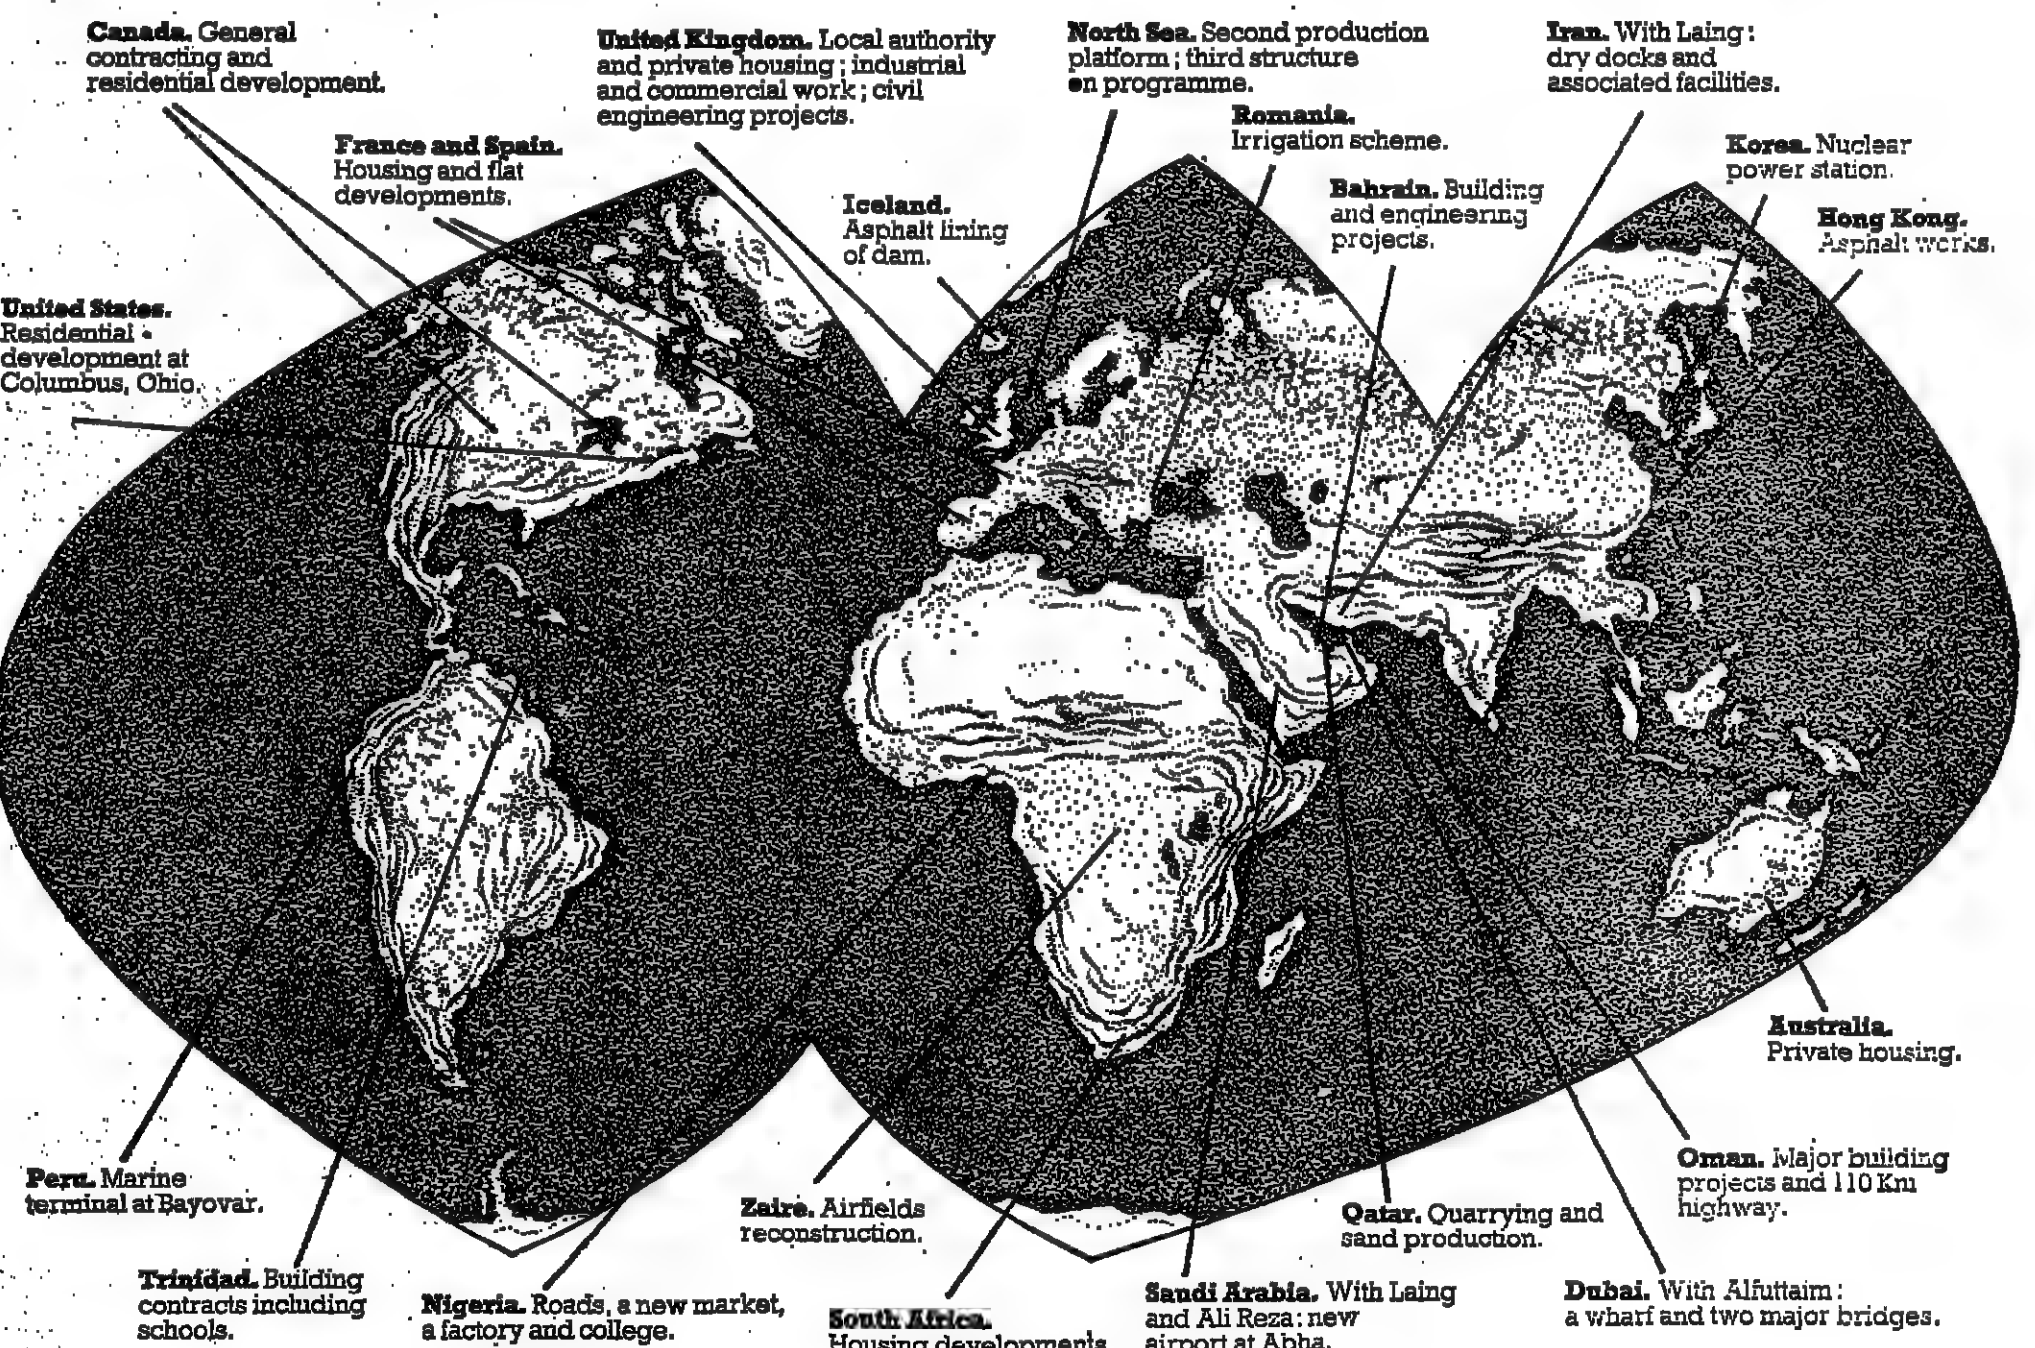 Canada. General
contracting and
residential development.
United Kingdom. Local authority
and private housing; industrial
and commercial work; civil
engineering projects.
North Sea. Second production
platform; third structure
on programme.
Iran. With Laing:
dry docks and
associated facilities.
France and Spain.
Housing and flat
developments.
Romania.
Irrigation scheme.
Korea. Nuclear
power station.
Iceland.
Asphalt lining
of dam.
Bahrain. Building
and engineering
projects.
Hong Kong.
Asphalt works.
United States.
Residential
development at
Columbus, Ohio.
Australia.
Private housing.
Peru. Marine
terminal at Bayovar.
Zaire. Airfields
reconstruction.
Qatar. Quarrying and
sand production.
Oman. Major building
projects and 110 Km
highway.
Trinidad. Building
contracts including
schools.
Nigeria. Roads, a new market,
a factory and college.
South Africa.
Housing developments
Saudi Arabia. With Laing
and Ali Reza: new
airport at Abha.
Dubai. With Alfuttaim:
a wharf and two major bridges.